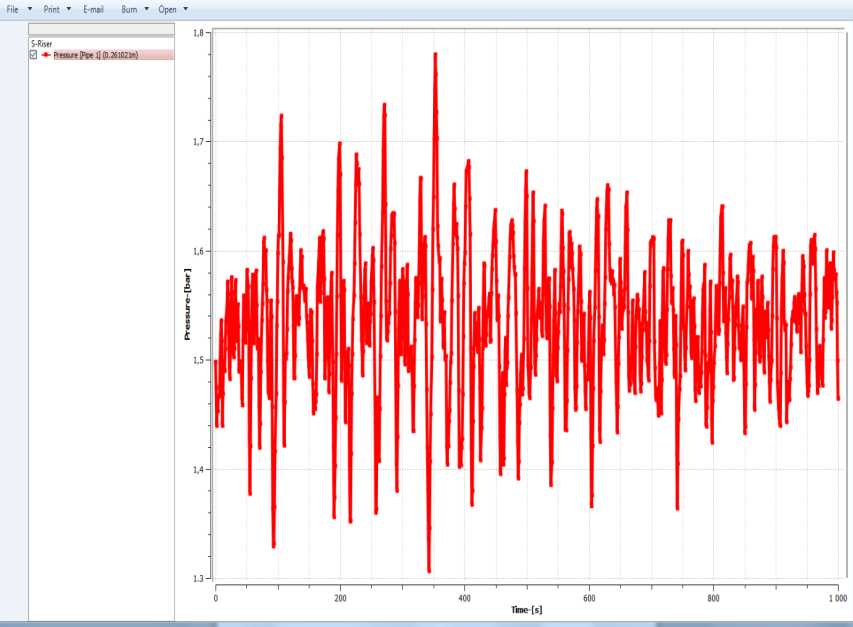 File Print E-mail Burn Open
S-Riser
Pressure [Pipe 1] (0.261021m)
1,8
1,7
1,6
1,5
1,4
1.3
Pressure-[bar]
0 200 400 600 800 1 000
Time-[s]